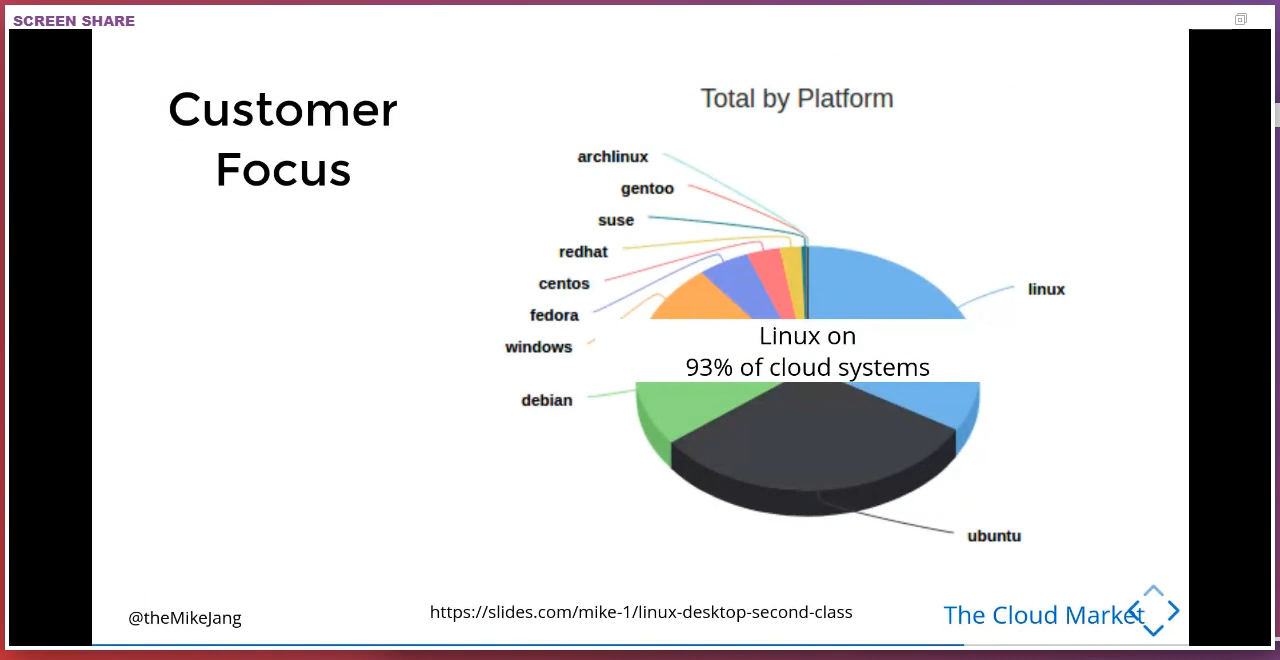 SCREEN SHARE
Customer
Focus
Total by Platform
archlinux
gentoo
suse
redhat
centos
fedora
windows
debian
linux
Linux on
93% of cloud systems
ubuntu
@theMikeJang
https://slides.com/mike-1/linux-desktop-second-class
The Cloud Market